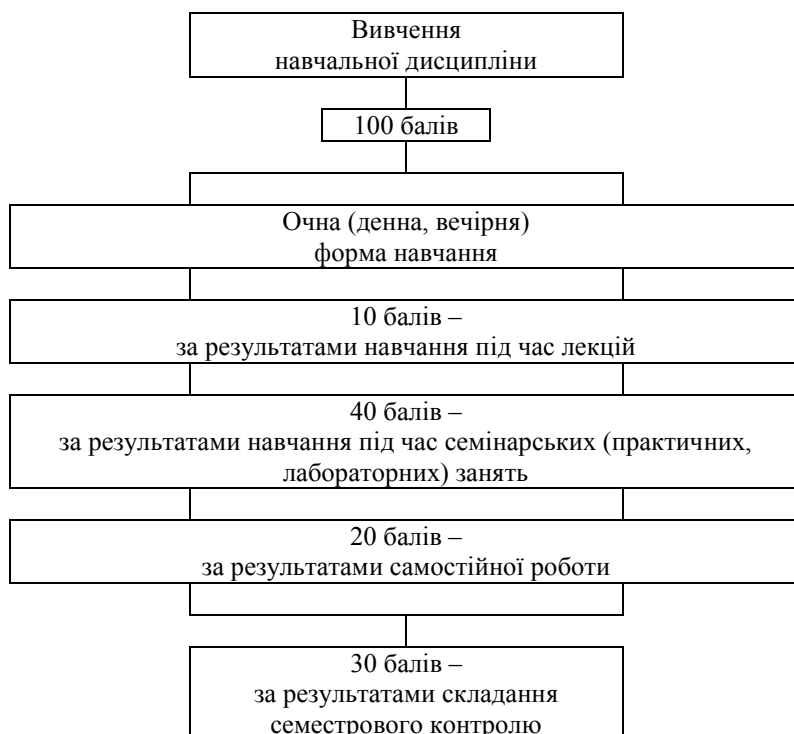 Вивчення
навчальної дисципліни
100 балів
Очна (денна, вечірня)
форма навчання
10 балів –
за результатами навчання під час лекцій
40 балів –
за результатами навчання під час семінарських (практичних,
лабораторних) занять
20 балів –
за результатами самостійної роботи
30 балів –
за результатами складання
семестрового контролю